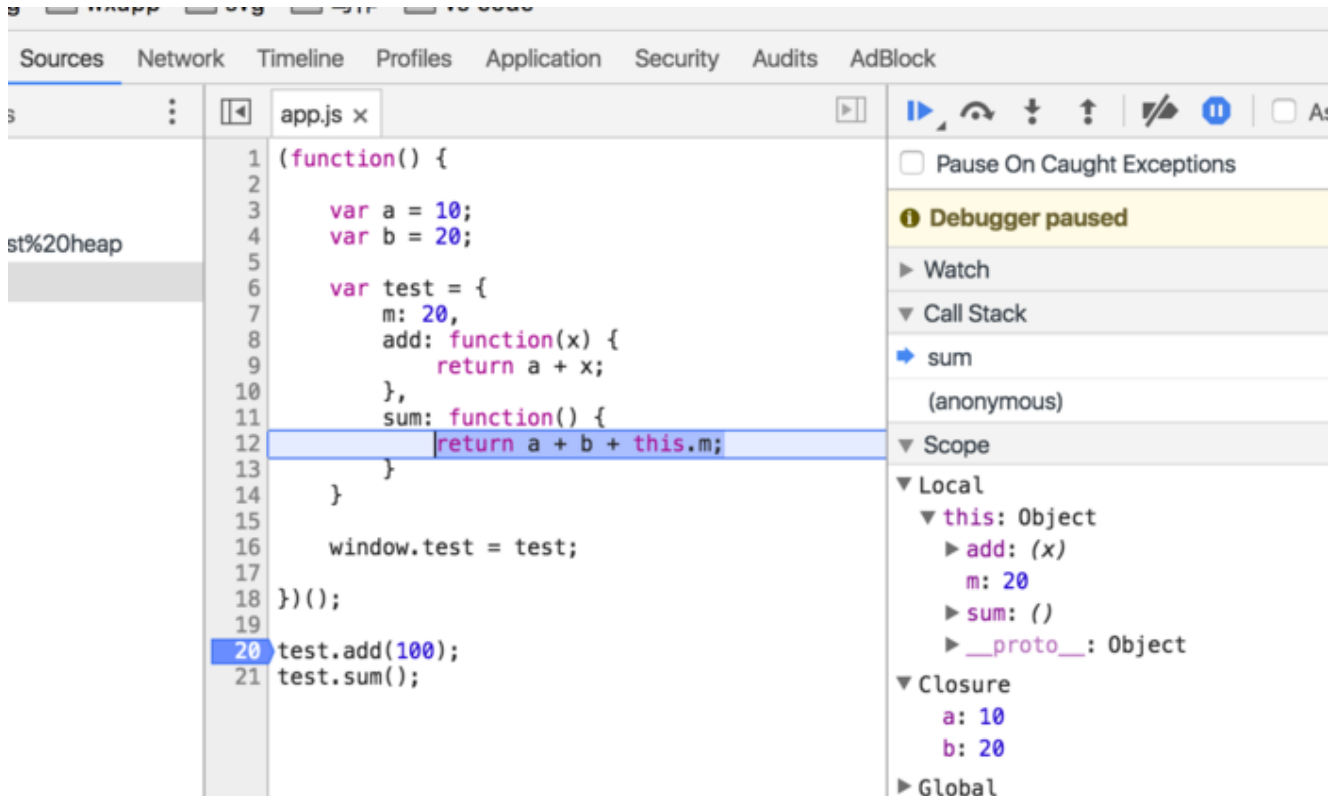 Sources Network Timeline Profiles Application Security Audits AdBlock
app.js ×
1 (function() {
2
3 var a = 10;
4 var b = 20;
5
6 var test = {
7 m: 20,
8 add: function(x) {
9 return a + x;
10 },
11 sum: function() {
12 return a + b + this.m;
13 }
14 }
15
16 window.test = test;
17
18 })();
19
20 test.add(100);
21 test.sum();
st%20heap
As
Pause On Caught Exceptions
Debugger paused
Watch
Call Stack
sum
(anonymous)
Scope
Local
this: Object
add: (x)
m: 20
sum: ()
__proto__: Object
Closure
a: 10
b: 20
Global